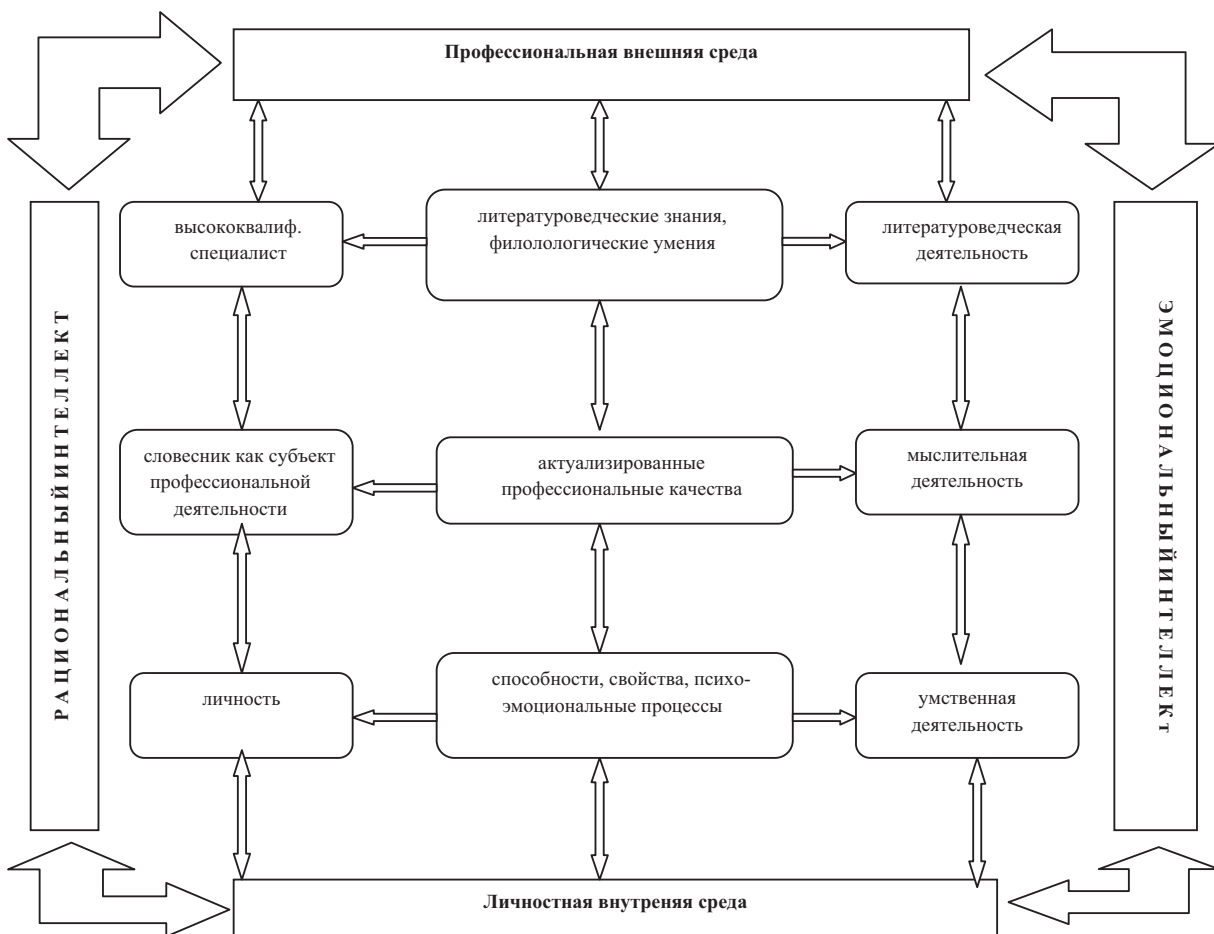 Профессиональная внешняя среда
высококвалиф.
специалист
литературоведческие знания,
филолологические умения
литературоведческая
деятельность
Р А Ц И О Н А Л Ь Н Ы Й И Н Т Е Л Л Е К Т
Э М О Ц И О Н А Л Ь Н Ы Й И Н Т Е Л Л Е К т
словесник как субъект
профессиональной
деятельности
актуализированные
профессиональные качества
мыслительная
деятельность
личность
способности, свойства, психо-
эмоциональные процессы
умственная
деятельность
Личностная внутреняя среда